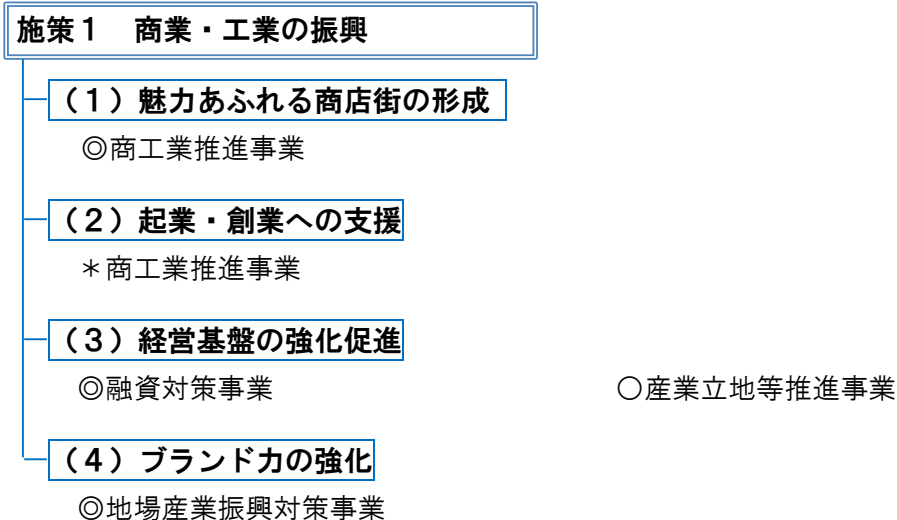 施策１　商業・工業の振興
（１）魅力あふれる商店街の形成
◎商工業推進事業
（２）起業・創業への支援
＊商工業推進事業
（３）経営基盤の強化促進
◎融資対策事業　〇産業立地等推進事業
（４）ブランド力の強化
◎地場産業振興対策事業